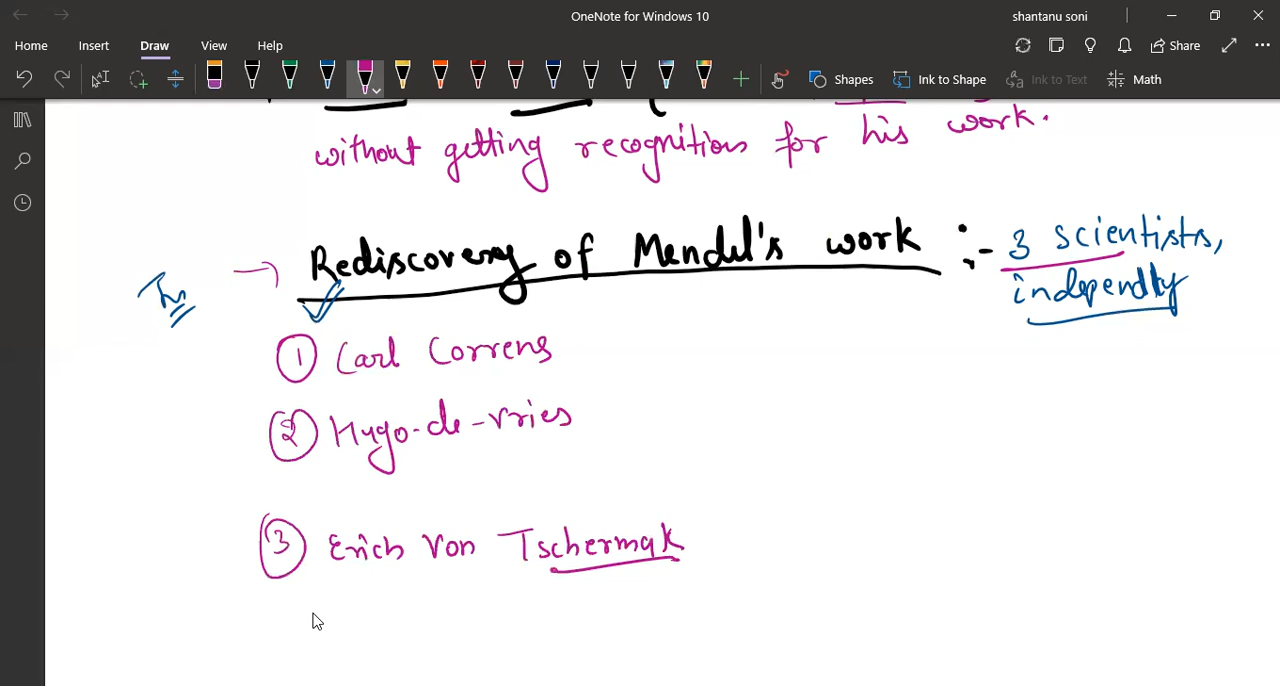 OneNote for Windows 10
shantanu soni
Home Insert Draw View Help
Share
Shapes Ink to Shape Ink to Text Math
without getting recognition for his work.
Rediscovery of Mendel's work :- 3 scientists,
independtly
Imp
① Carl Correns
② Hugo-de-Vries
③ Erich Von Tschermak